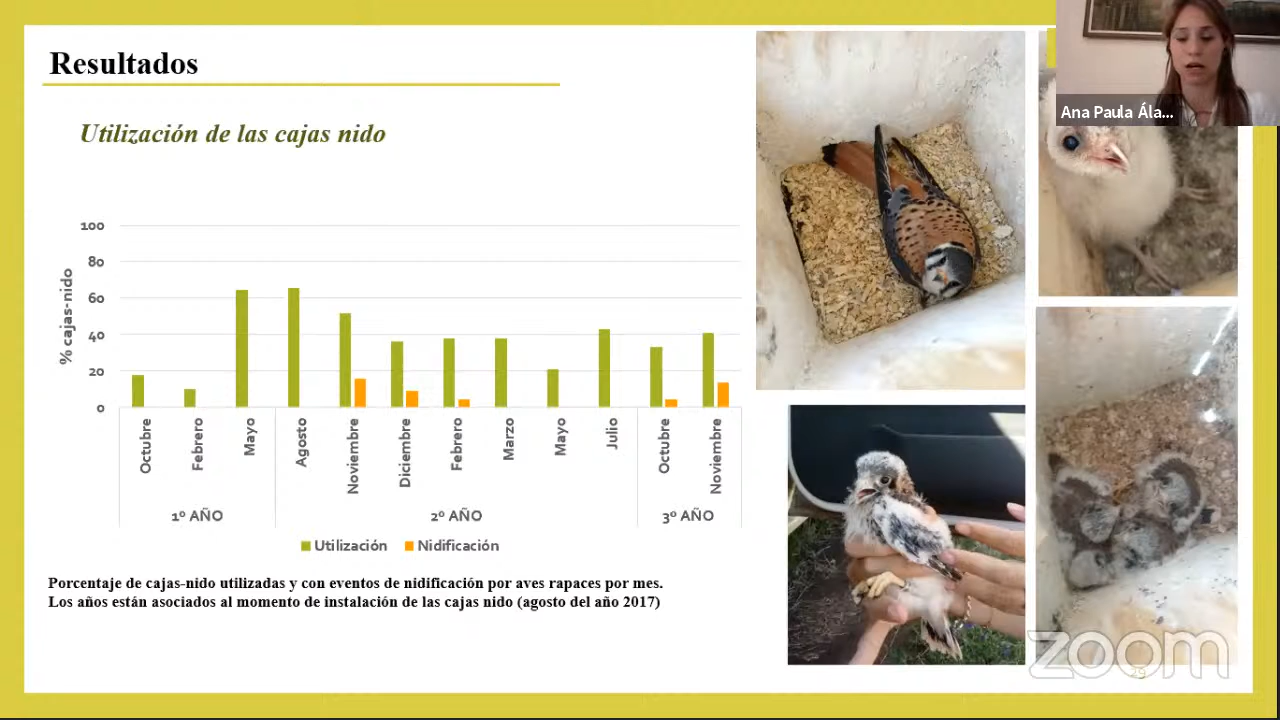 Resultados
Utilización de las cajas nido
100
80
60
40
20
0
% cajas-nido
Octubre
Febrero
Mayo
Agosto
Noviembre
Diciembre
Febrero
Marzo
Mayo
Julio
Octubre
Noviembre
1º AÑO
2º AÑO
3º AÑO
Utilización
Nidificación
Porcentaje de cajas-nido utilizadas y con eventos de nidificación por aves rapaces por mes.
Los años están asociados al momento de instalación de las cajas nido (agosto del año 2017)
Ana Paula Ála...
zoom
29